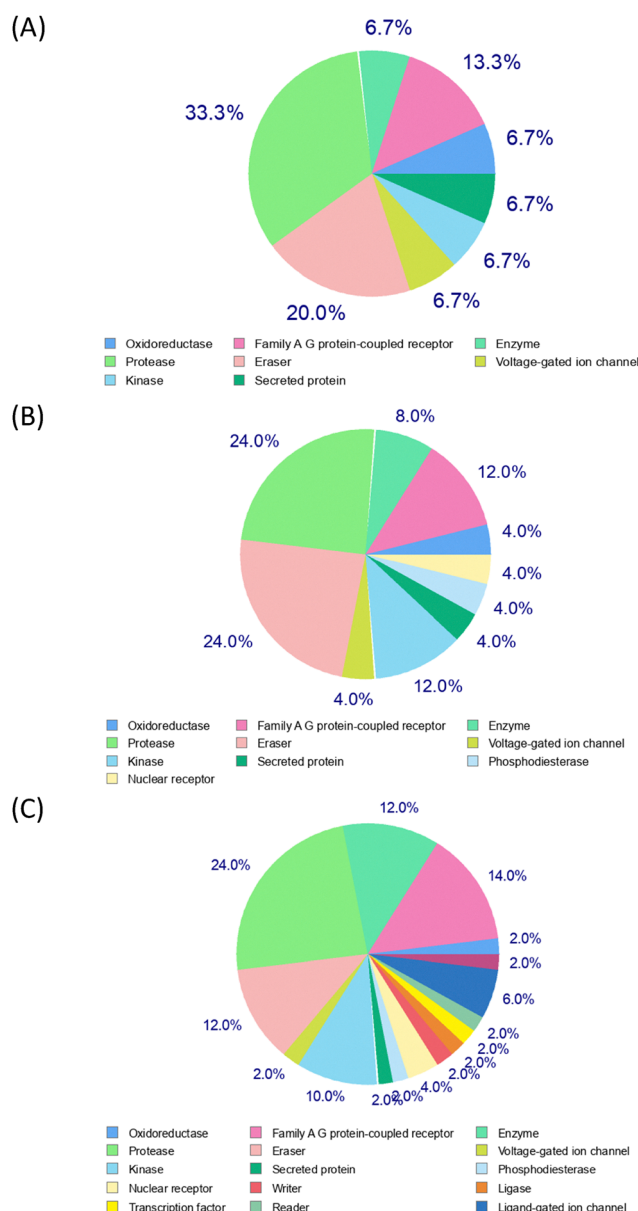 (A)
6.7%
13.3%
33.3%
6.7%
6.7%
6.7%
6.7%
20.0%
Oxidoreductase Family A G protein-coupled receptor Enzyme
Protease Eraser Voltage-gated ion channel
Kinase Secreted protein
(B)
8.0%
24.0%
12.0%
4.0%
4.0%
4.0%
24.0%
4.0%
12.0%
4.0%
Oxidoreductase Family A G protein-coupled receptor Enzyme
Protease Eraser Voltage-gated ion channel
Kinase Secreted protein Phosphodiesterase
Nuclear receptor
(C)
12.0%
24.0%
14.0%
2.0%
2.0%
6.0%
12.0%
2.0%
2.0%
2.0%
2.0%
2.0%
4.0%
10.0%
2.0%
2.0%
Oxidoreductase Family A G protein-coupled receptor Enzyme
Protease Eraser Voltage-gated ion channel
Kinase Secreted protein Phosphodiesterase
Nuclear receptor Writer Ligase
Transcription factor Reader Ligand-gated ion channel